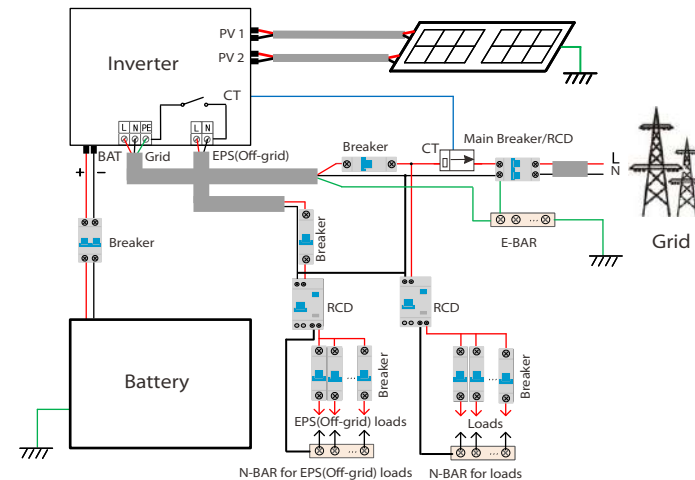 PV 1
PV 2
Inverter
CT
L N PE
L N
BAT
Grid
EPS(Off-grid)
+
−
Breaker
CT
Main Breaker/RCD
L
N
E-BAR
Grid
Breaker
Breaker
RCD
RCD
Battery
Breaker
Breaker
EPS(Off-grid) loads
Loads
N-BAR for EPS(Off-grid) loads
N-BAR for loads